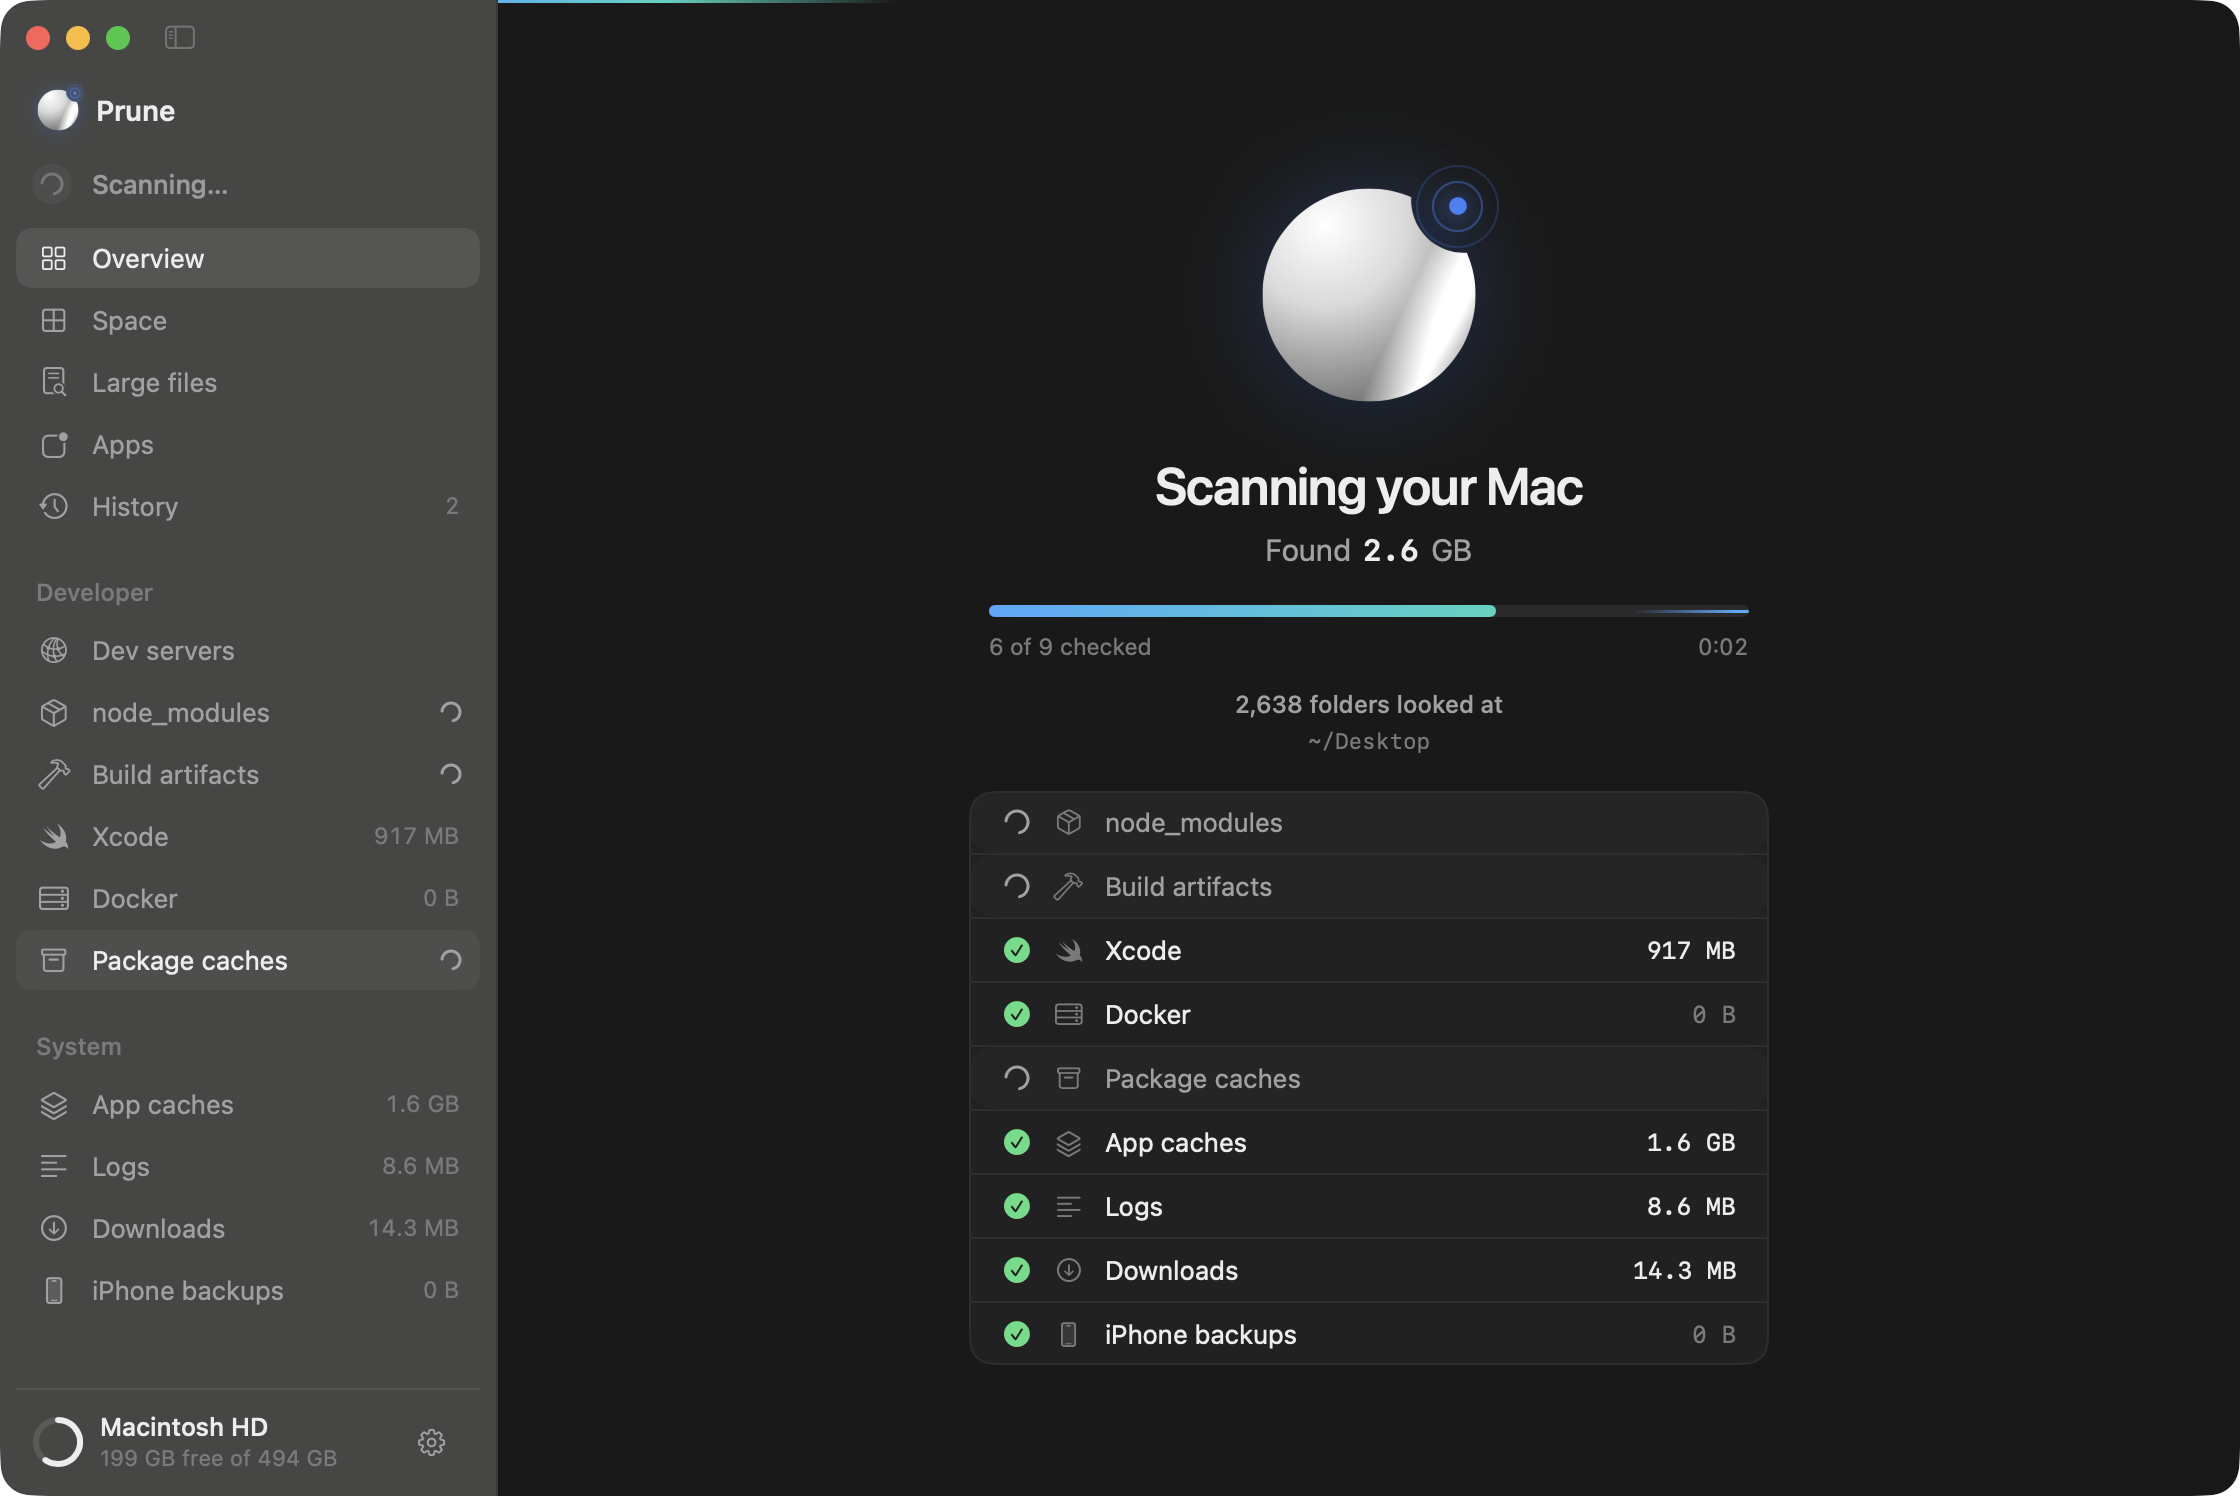 Prune
Scanning...
Overview
Space
Large files
Apps
History 2
Developer
Dev servers
node_modules
Build artifacts
Xcode 917 MB
Docker 0 B
Package caches
System
App caches 1.6 GB
Logs 8.6 MB
Downloads 14.3 MB
iPhone backups 0 B
Macintosh HD
199 GB free of 494 GB
Scanning your Mac
Found 2.6 GB
6 of 9 checked 0:02
2,638 folders looked at
~/Desktop
node_modules
Build artifacts
Xcode 917 MB
Docker 0 B
Package caches
App caches 1.6 GB
Logs 8.6 MB
Downloads 14.3 MB
iPhone backups 0 B